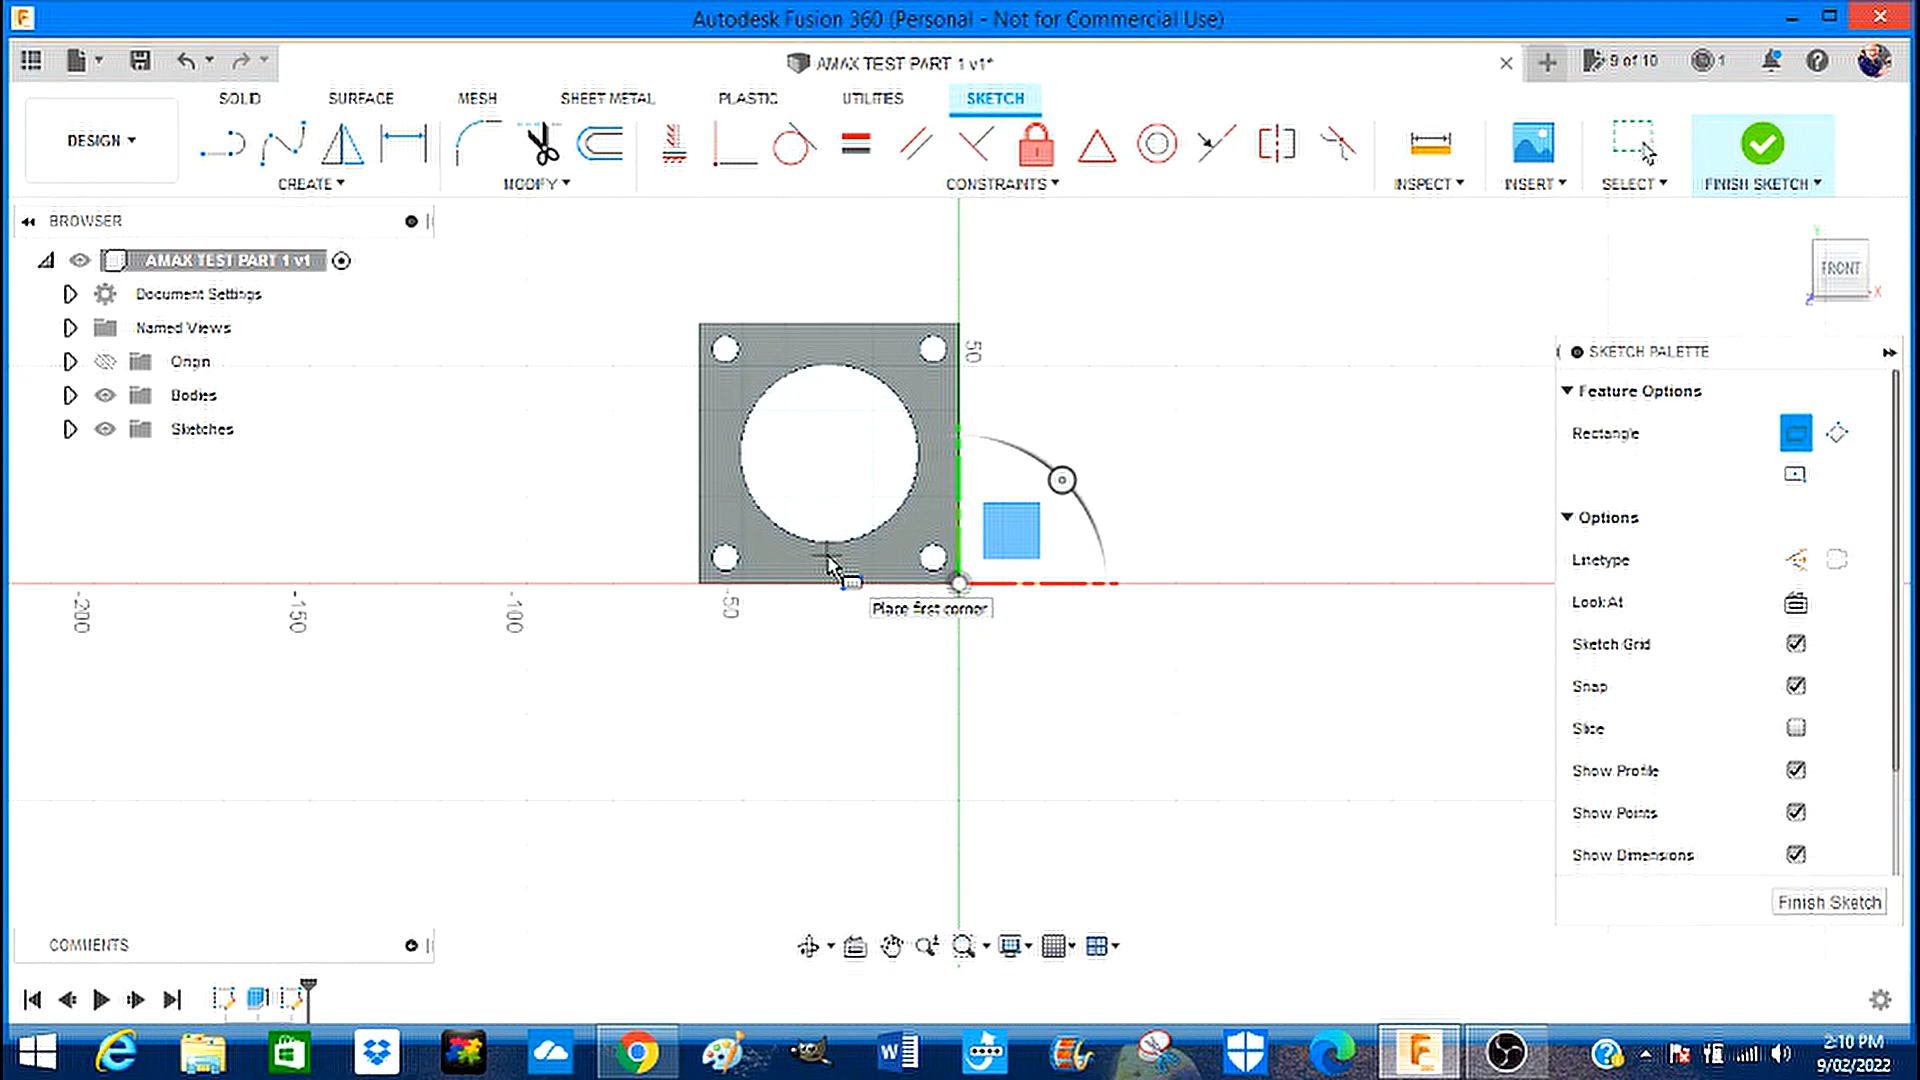 Autodesk Fusion 360 (Personal - Not for Commercial Use)
AMAX TEST PART 1 v1*
9 of 10
1
SOLID SURFACE MESH SHEET METAL PLASTIC UTILITIES SKETCH
DESIGN
CREATE MODIFY CONSTRAINTS INSPECT INSERT SELECT FINISH SKETCH
BROWSER
AMAX TEST PART 1 v1
Document Settings
Named Views
Origin
Bodies
Sketches
Y
FRONT
X
Z
50
-200
-150
-100
-50
Place first corner
SKETCH PALETTE
Feature Options
Rectangle
Options
Linetype
Look At
Sketch Grid
Snap
Slice
Show Profile
Show Points
Show Dimensions
Finish Sketch
COMMENTS
2:10 PM
9/02/2022